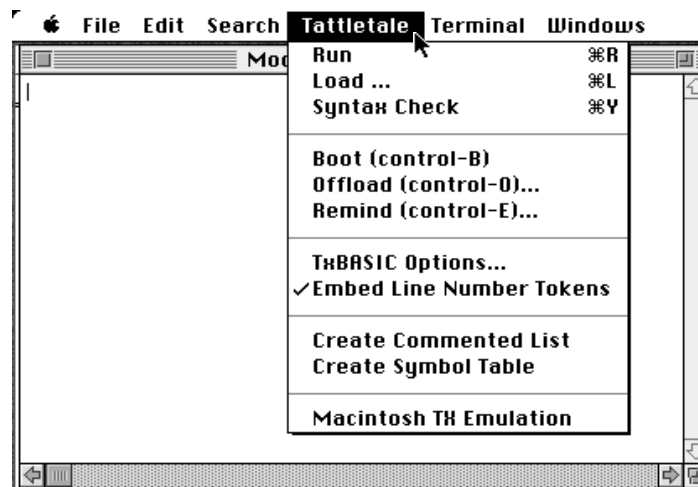 File Edit Search Tattletale Terminal Windows
Run ⌘R
Load ... ⌘L
Syntax Check ⌘Y
Boot (control-B)
Offload (control-O)...
Remind (control-E)...
TxBASIC Options...
✓Embed Line Number Tokens
Create Commented List
Create Symbol Table
Macintosh TX Emulation